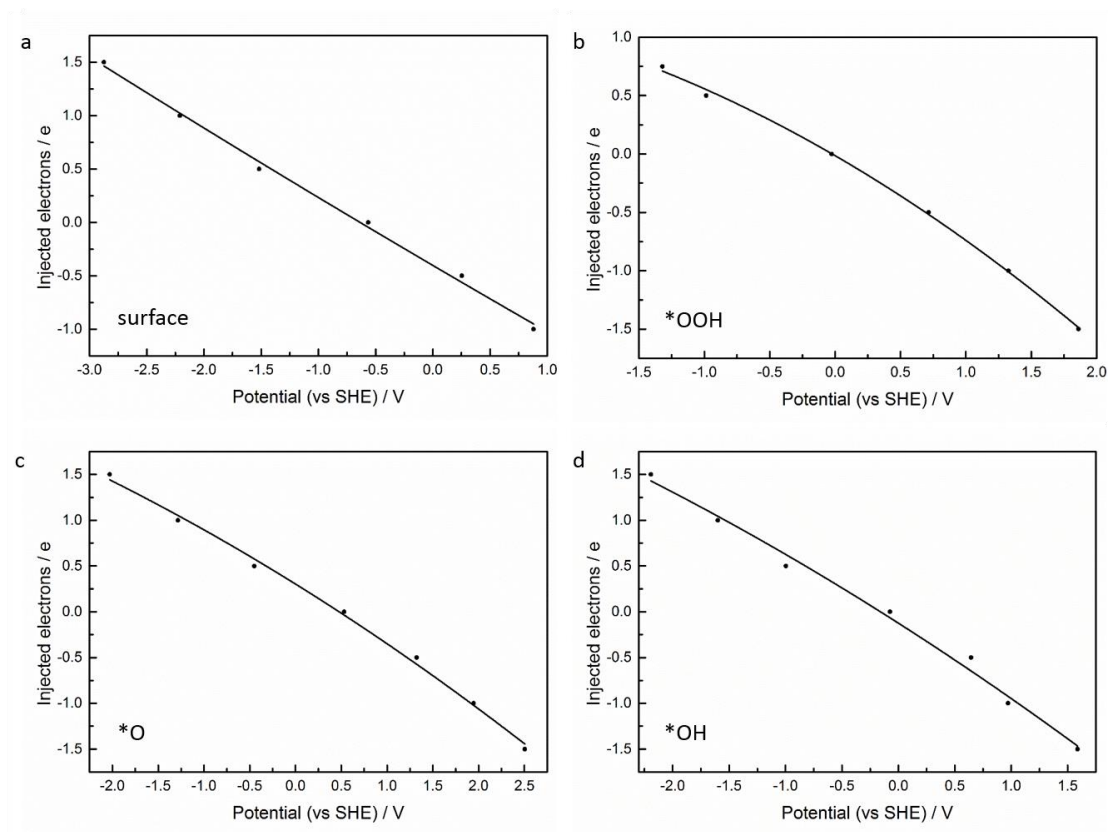 a
1.5
1.0
0.5
0.0
-0.5
-1.0
Injected electrons / e
surface
-3.0 -2.5 -2.0 -1.5 -1.0 -0.5 0.0 0.5 1.0
Potential (vs SHE) / V
b
1.0
0.5
0.0
-0.5
-1.0
-1.5
Injected electrons / e
*OOH
-1.5 -1.0 -0.5 0.0 0.5 1.0 1.5 2.0
Potential (vs SHE) / V
c
1.5
1.0
0.5
0.0
-0.5
-1.0
-1.5
Injected electrons / e
*O
-2.0 -1.5 -1.0 -0.5 0.0 0.5 1.0 1.5 2.0 2.5
Potential (vs SHE) / V
d
1.5
1.0
0.5
0.0
-0.5
-1.0
-1.5
Injected electrons / e
*OH
-2.0 -1.5 -1.0 -0.5 0.0 0.5 1.0 1.5
Potential (vs SHE) / V